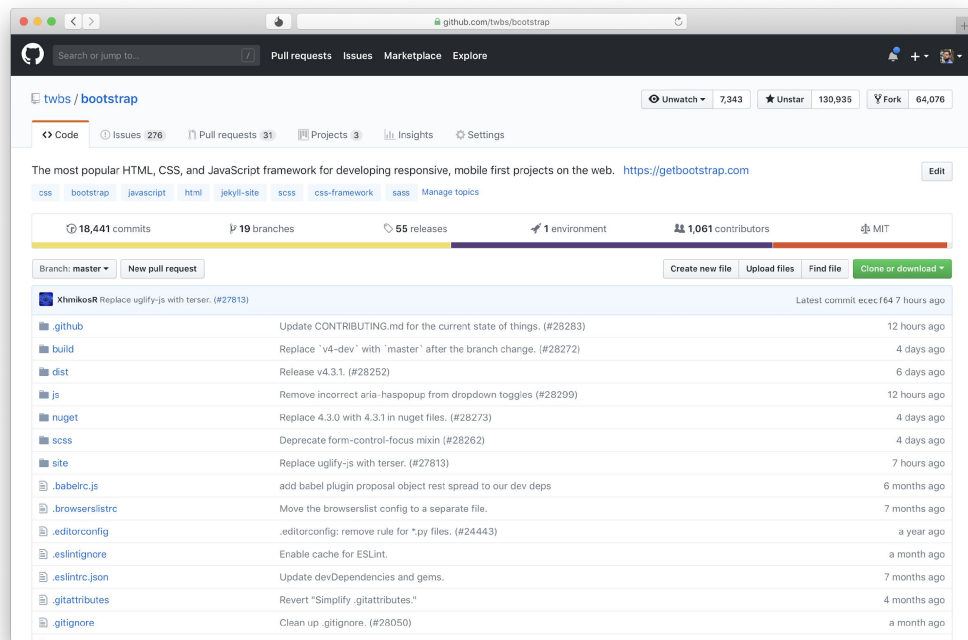 github.com/twbs/bootstrap
Search or jump to... / Pull requests Issues Marketplace Explore
twbs / bootstrap Unwatch 7,343 Unstar 130,935 Fork 64,076
Code Issues 276 Pull requests 31 Projects 3 Insights Settings
The most popular HTML, CSS, and JavaScript framework for developing responsive, mobile first projects on the web. https://getbootstrap.com Edit
css bootstrap javascript html jekyll-site scss css-framework sass Manage topics
18,441 commits 19 branches 55 releases 1 environment 1,061 contributors MIT
Branch: master New pull request Create new file Upload files Find file Clone or download
XhmikosR Replace uglify-js with terser. (#27813) Latest commit ececf64 7 hours ago
.github Update CONTRIBUTING.md for the current state of things. (#28283) 12 hours ago
build Replace `v4-dev` with `master` after the branch change. (#28272) 4 days ago
dist Release v4.3.1. (#28252) 6 days ago
js Remove incorrect aria-haspopup from dropdown toggles (#28299) 12 hours ago
nuget Replace 4.3.0 with 4.3.1 in nuget files. (#28273) 4 days ago
scss Deprecate form-control-focus mixin (#28262) 4 days ago
site Replace uglify-js with terser. (#27813) 7 hours ago
.babelrc.js add babel plugin proposal object rest spread to our dev deps 6 months ago
.browserslistrc Move the browserslist config to a separate file. 7 months ago
.editorconfig .editorconfig: remove rule for *.py files. (#24443) a year ago
.eslintignore Enable cache for ESLint. a month ago
.eslintrc.json Update devDependencies and gems. 7 months ago
.gitattributes Revert "Simplify .gitattributes." 4 months ago
.gitignore Clean up .gitignore. (#28050) a month ago